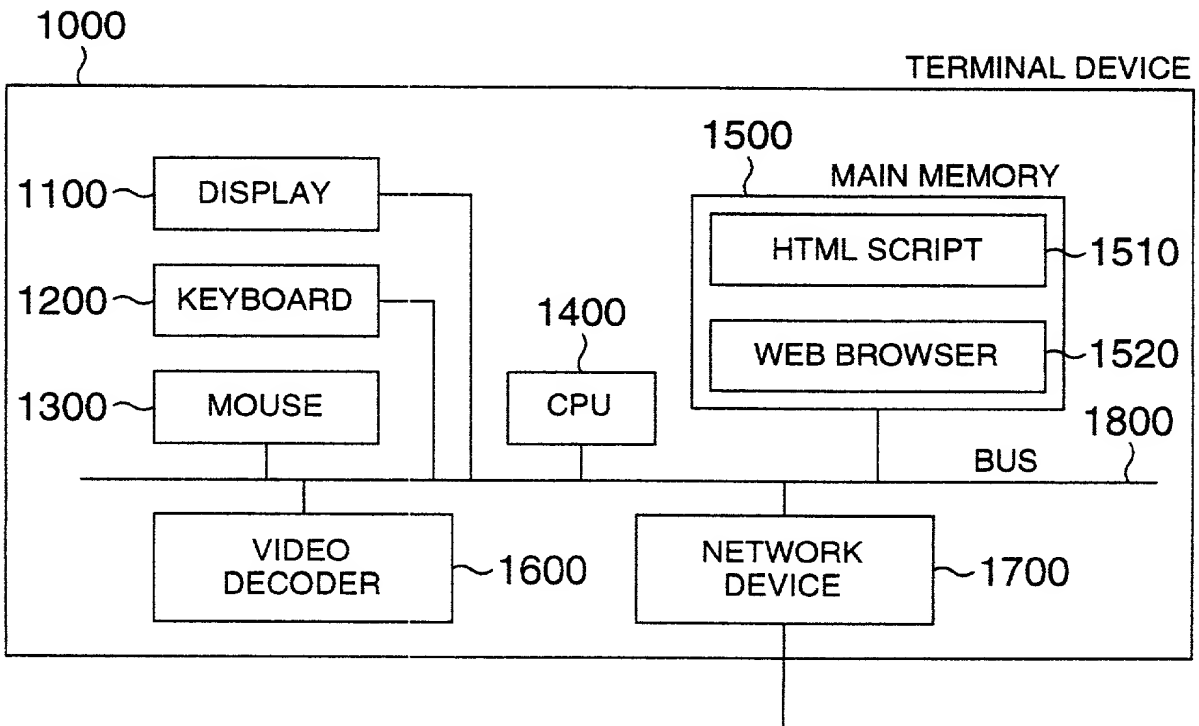 1000
TERMINAL DEVICE
1500
MAIN MEMORY
1100
DISPLAY
HTML SCRIPT
1510
1200
KEYBOARD
1400
WEB BROWSER
1520
1300
MOUSE
CPU
1800
BUS
VIDEO
DECODER
1600
NETWORK
DEVICE
1700